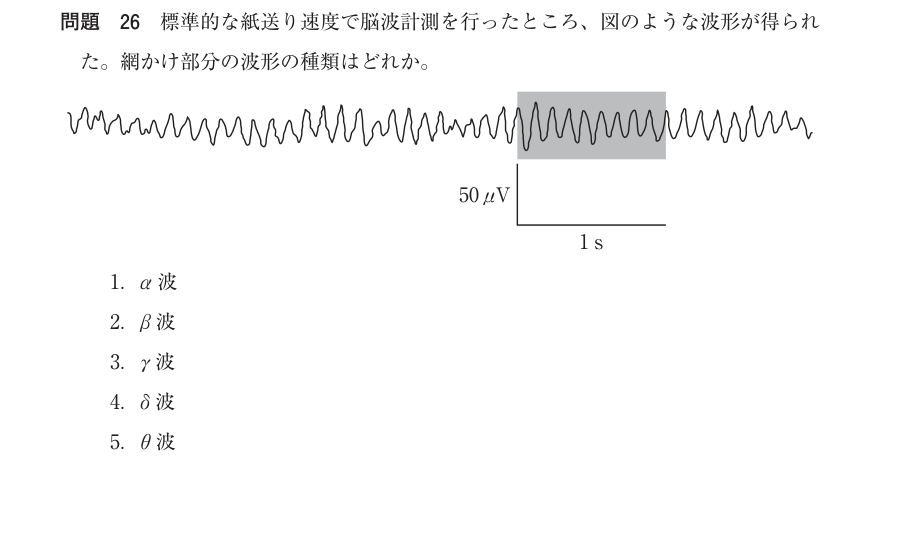 問題 26 標準的な紙送り速度で脳波計測を行ったところ、図のような波形が得られ
た。網かけ部分の波形の種類はどれか。
50 μV
1 s
1. α 波
2. β 波
3. γ 波
4. δ 波
5. θ 波